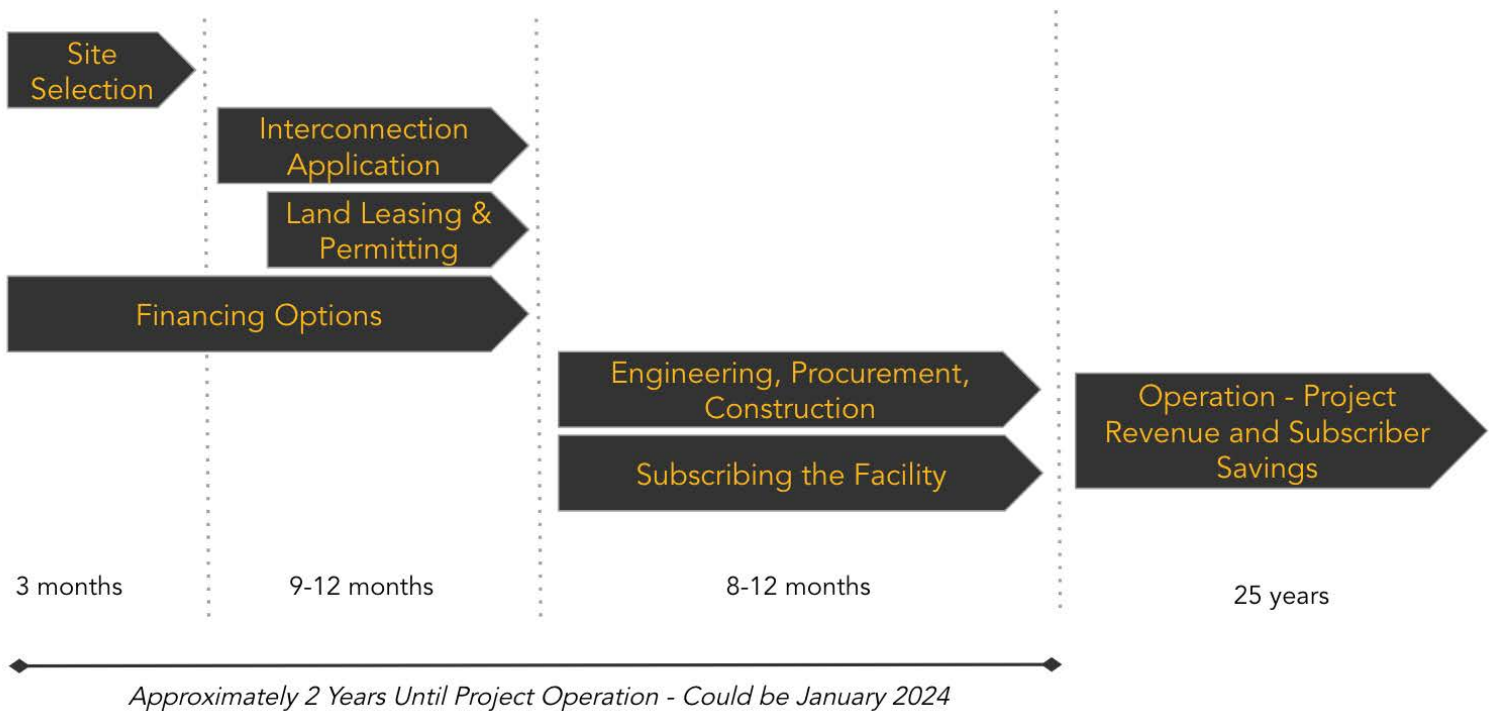 Site
Selection
Interconnection
Application
Land Leasing &
Permitting
Financing Options
Engineering, Procurement,
Construction
Subscribing the Facility
Operation - Project
Revenue and Subscriber
Savings
3 months
9-12 months
8-12 months
25 years
Approximately 2 Years Until Project Operation - Could be January 2024